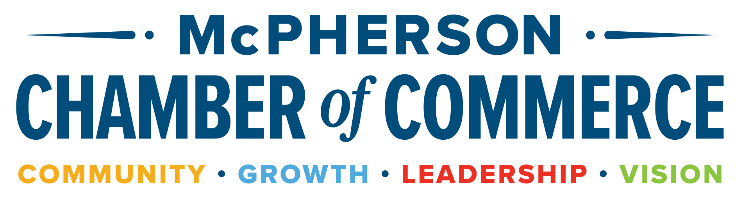 McPHERSON
CHAMBER of COMMERCE
COMMUNITY • GROWTH • LEADERSHIP • VISION